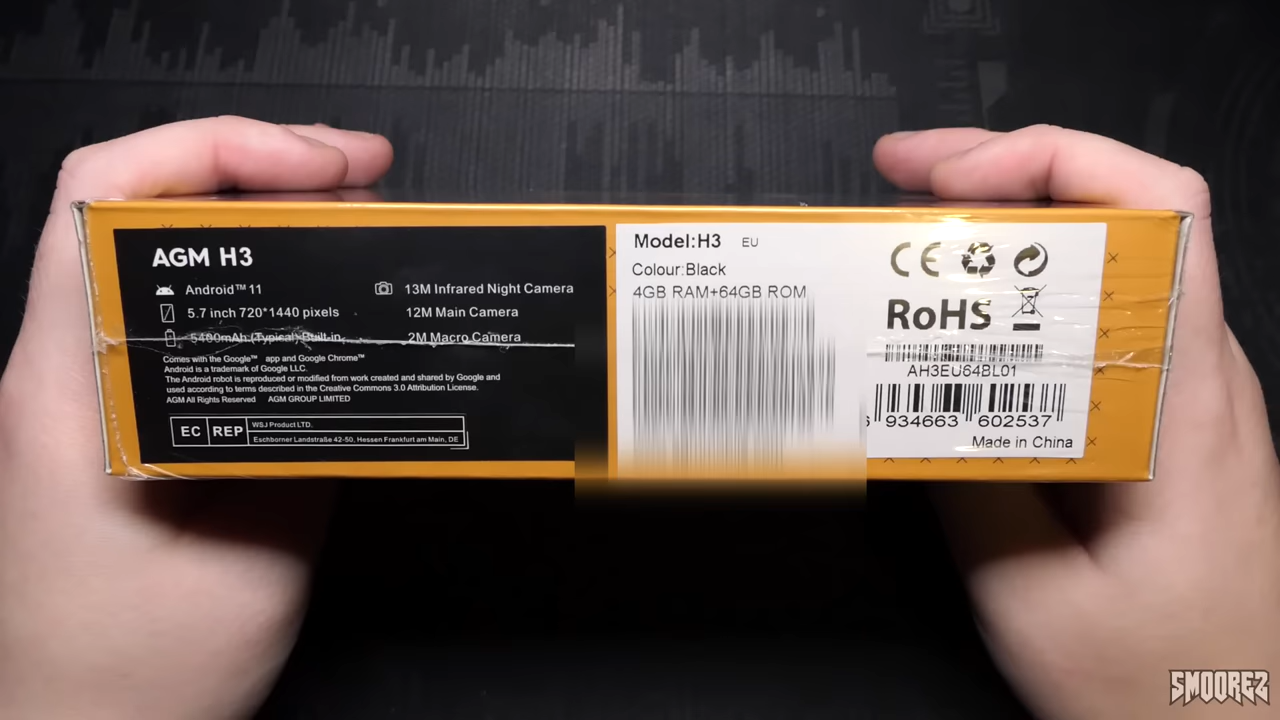 AGM H3
Android™ 11
5.7 inch 720*1440 pixels
5400mAh (Typical) Built-in
13M Infrared Night Camera
12M Main Camera
2M Macro Camera
Comes with the Google™ app and Google Chrome™
Android is a trademark of Google LLC.
The Android robot is reproduced or modified from work created and shared by Google and
used according to terms described in the Creative Commons 3.0 Attribution License.
AGM All Rights Reserved AGM GROUP LIMITED
EC REP
WSJ Product LTD.
Eschborner Landstraße 42-50, Hessen Frankfurt am Main, DE
Model:H3 EU
Colour:Black
4GB RAM+64GB ROM
CE
RoHS
AH3EU64BL01
6 934663 602537
Made in China
SMOOREZ